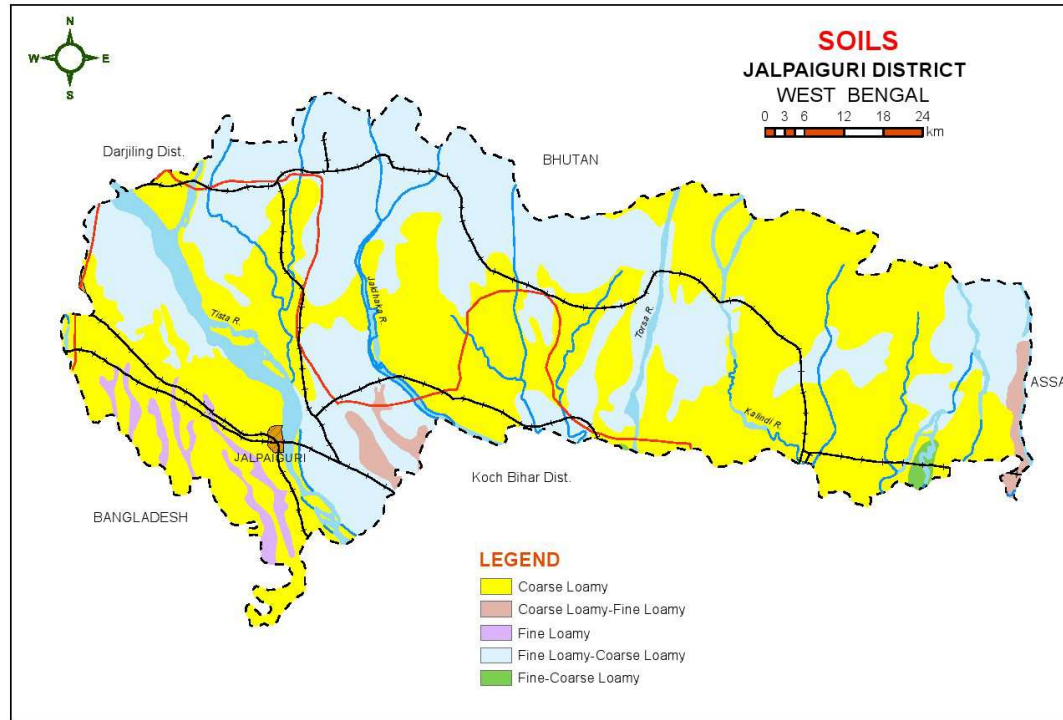 N
W E
S
SOILS
JALPAIGURI DISTRICT
WEST BENGAL
0 3 6 12 18 24
km
Darjiling Dist.
BHUTAN
Tista R.
Jaldhaka R.
Torsa R.
Kalindi R.
ASSA
JALPAIGURI
Koch Bihar Dist.
BANGLADESH
LEGEND
Coarse Loamy
Coarse Loamy-Fine Loamy
Fine Loamy
Fine Loamy-Coarse Loamy
Fine-Coarse Loamy